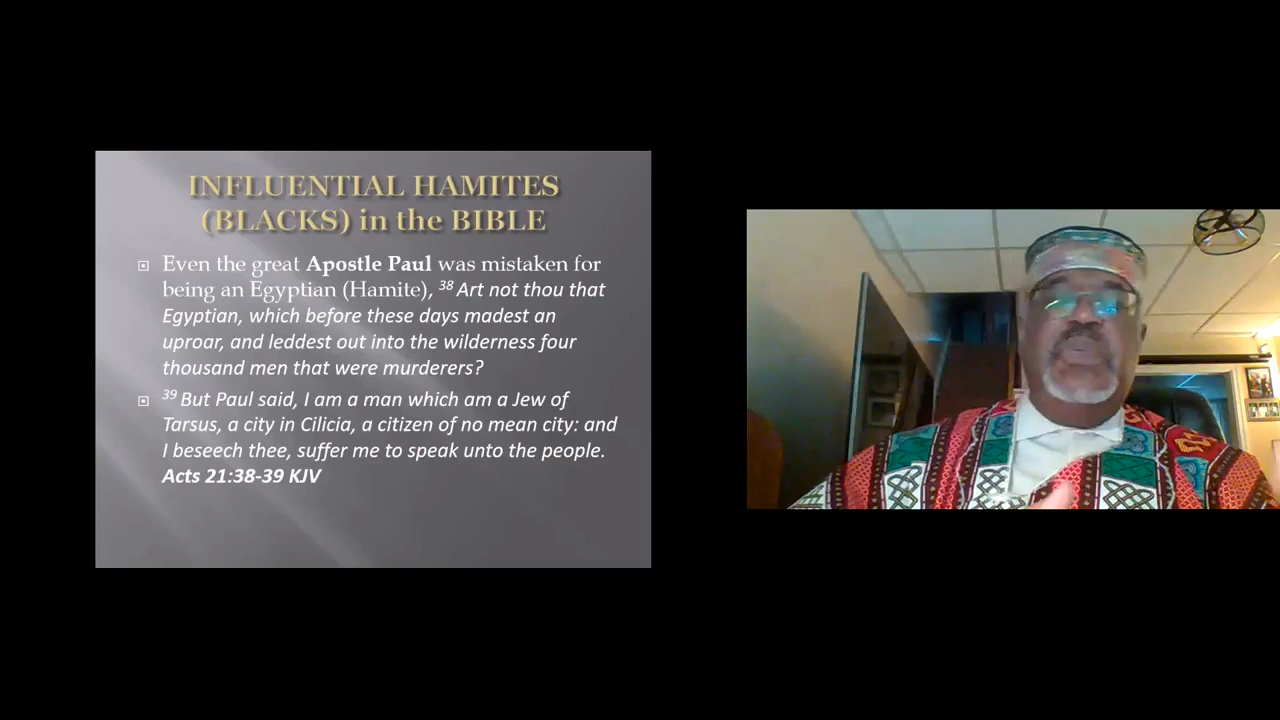 INFLUENTIAL HAMITES
(BLACKS) in the BIBLE
Even the great Apostle Paul was mistaken for
being an Egyptian (Hamite), 38 Art not thou that
Egyptian, which before these days madest an
uproar, and leddest out into the wilderness four
thousand men that were murderers?
39 But Paul said, I am a man which am a Jew of
Tarsus, a city in Cilicia, a citizen of no mean city: and
I beseech thee, suffer me to speak unto the people.
Acts 21:38-39 KJV